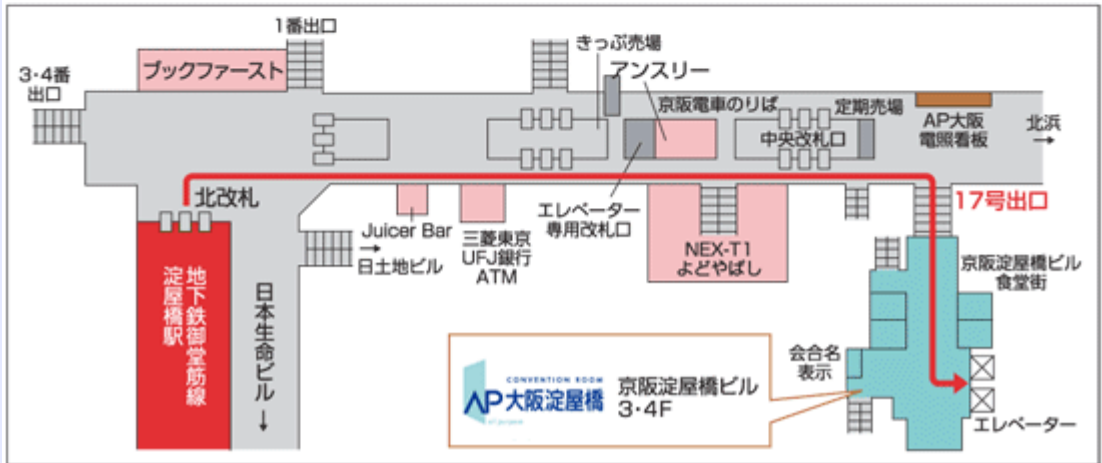 1番出口
ブックファースト
3・4番
出口
きっぷ売場
アンスリー
京阪電車のりば
定期売場
中央改札口
AP大阪
電照看板
北浜
→
北改札
17号出口
Juicer Bar
→
日土地ビル
三菱東京
UFJ銀行
ATM
エレベーター
専用改札口
NEX-T1
よどやばし
京阪淀屋橋ビル
食堂街
地下鉄御堂筋線
淀屋橋駅
日本生命ビル→
会合名
表示
CONVENTION ROOM
AP大阪淀屋橋
all purpose
京阪淀屋橋ビル
3・4F
エレベーター